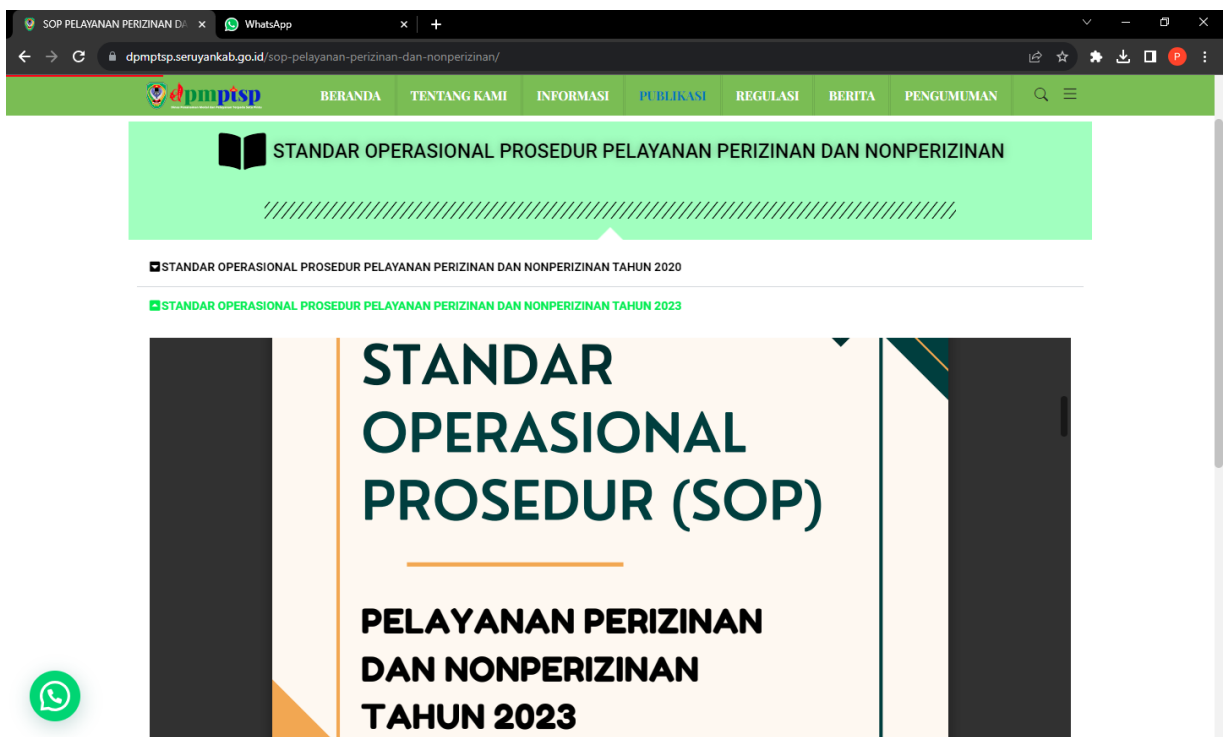 SOP PELAYANAN PERIZINAN DA
WhatsApp
dpmptsp.seruyankab.go.id/sop-pelayanan-perizinan-dan-nonperizinan/
P
dpmptsp
BERANDA TENTANG KAMI INFORMASI PUBLIKASI REGULASI BERITA PENGUMUMAN
STANDAR OPERASIONAL PROSEDUR PELAYANAN PERIZINAN DAN NONPERIZINAN
STANDAR OPERASIONAL PROSEDUR PELAYANAN PERIZINAN DAN NONPERIZINAN TAHUN 2020
STANDAR OPERASIONAL PROSEDUR PELAYANAN PERIZINAN DAN NONPERIZINAN TAHUN 2023
STANDAR
OPERASIONAL
PROSEDUR (SOP)
PELAYANAN PERIZINAN
DAN NONPERIZINAN
TAHUN 2023